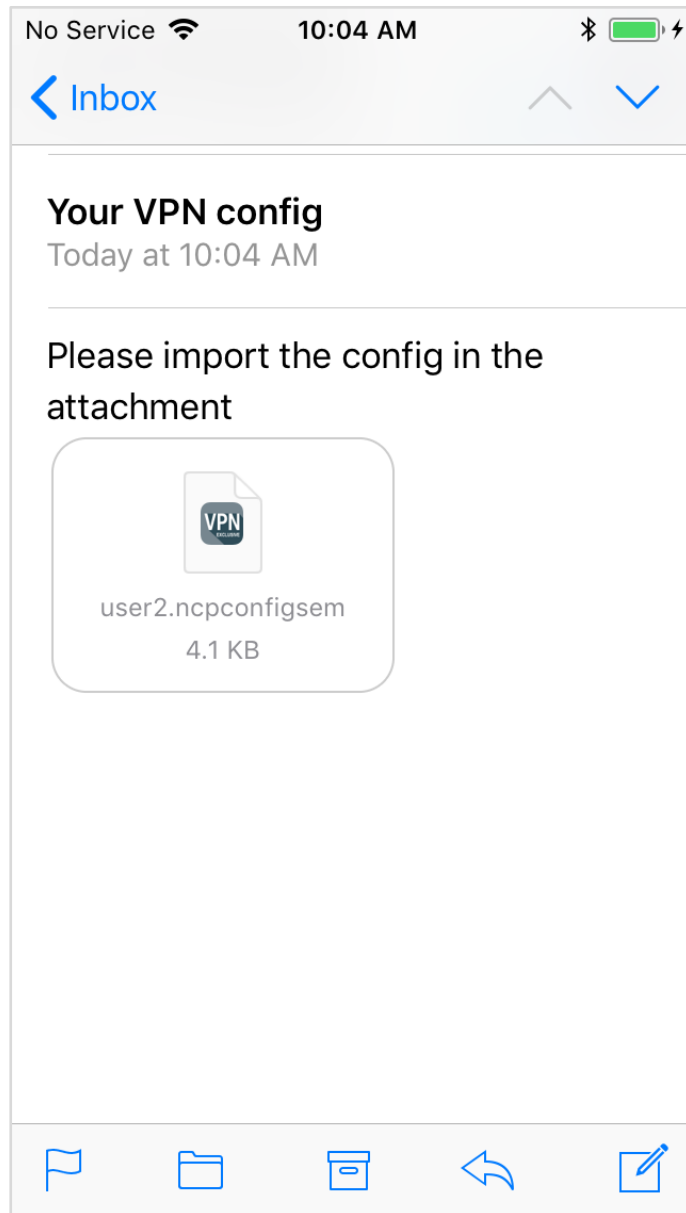 No Service 10:04 AM
Inbox
Your VPN config
Today at 10:04 AM
Please import the config in the
attachment
VPN
EXCLUSIVE
user2.ncpconfigsem
4.1 KB